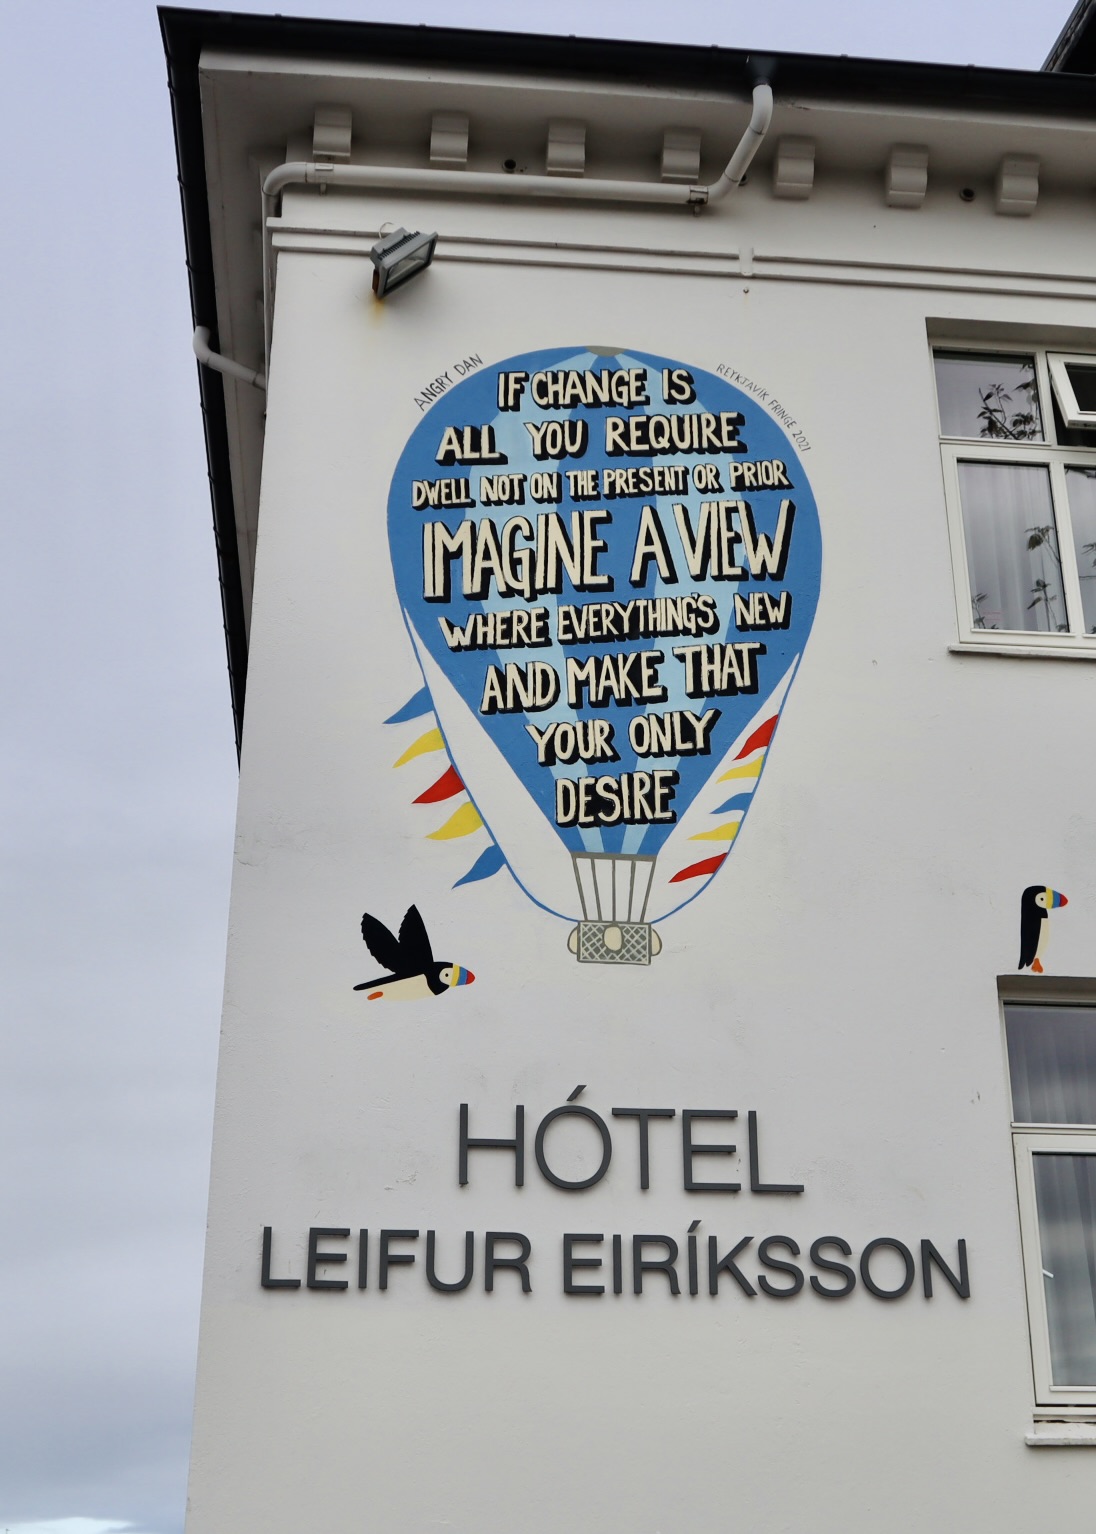 ANGRY DAN
REYKJAVÍK FRINGE 2021
IF CHANGE IS
ALL YOU REQUIRE
DWELL NOT ON THE PRESENT OR PRIOR
IMAGINE A VIEW
WHERE EVERYTHING'S NEW
AND MAKE THAT
YOUR ONLY
DESIRE
HÓTEL
LEIFUR EIRÍKSSON